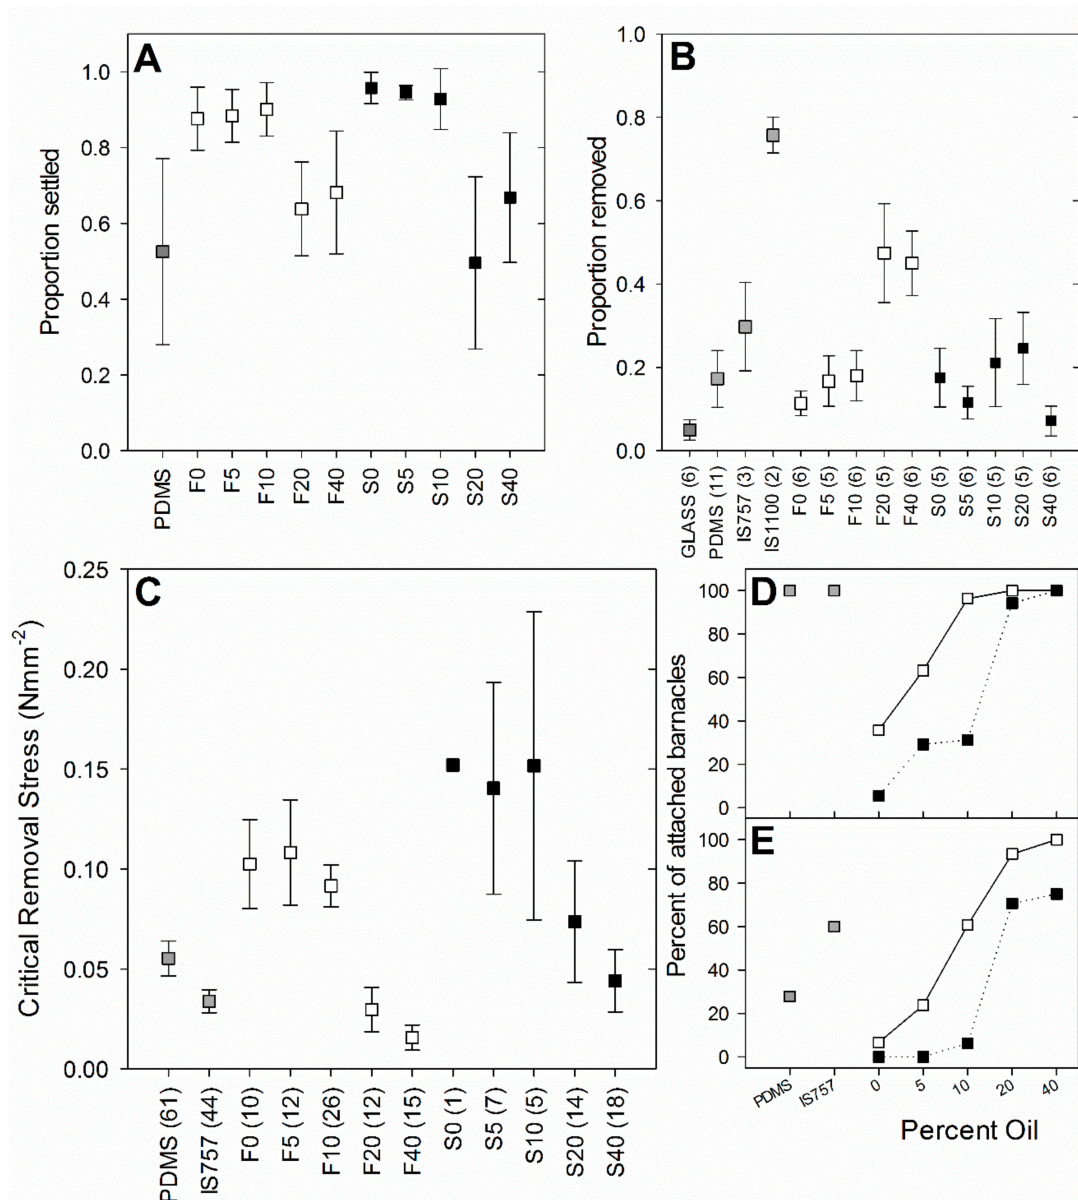 A
Proportion settled
1.0
0.8
0.6
0.4
0.2
0.0
PDMS
F0
F5
F10
F20
F40
S0
S5
S10
S20
S40
B
Proportion removed
1.0
0.8
0.6
0.4
0.2
0.0
GLASS (6)
PDMS (11)
IS757 (3)
IS1100 (2)
F0 (6)
F5 (5)
F10 (6)
F20 (5)
F40 (6)
S0 (5)
S5 (6)
S10 (5)
S20 (5)
S40 (6)
C
Critical Removal Stress (Nmm⁻²)
0.25
0.20
0.15
0.10
0.05
0.00
PDMS (61)
IS757 (44)
F0 (10)
F5 (12)
F10 (26)
F20 (12)
F40 (15)
S0 (1)
S5 (7)
S10 (5)
S20 (14)
S40 (18)
Percent of attached barnacles
D
100
80
60
40
20
0
E
100
80
60
40
20
0
PDMS
IS757
0
5
10
20
40
Percent Oil